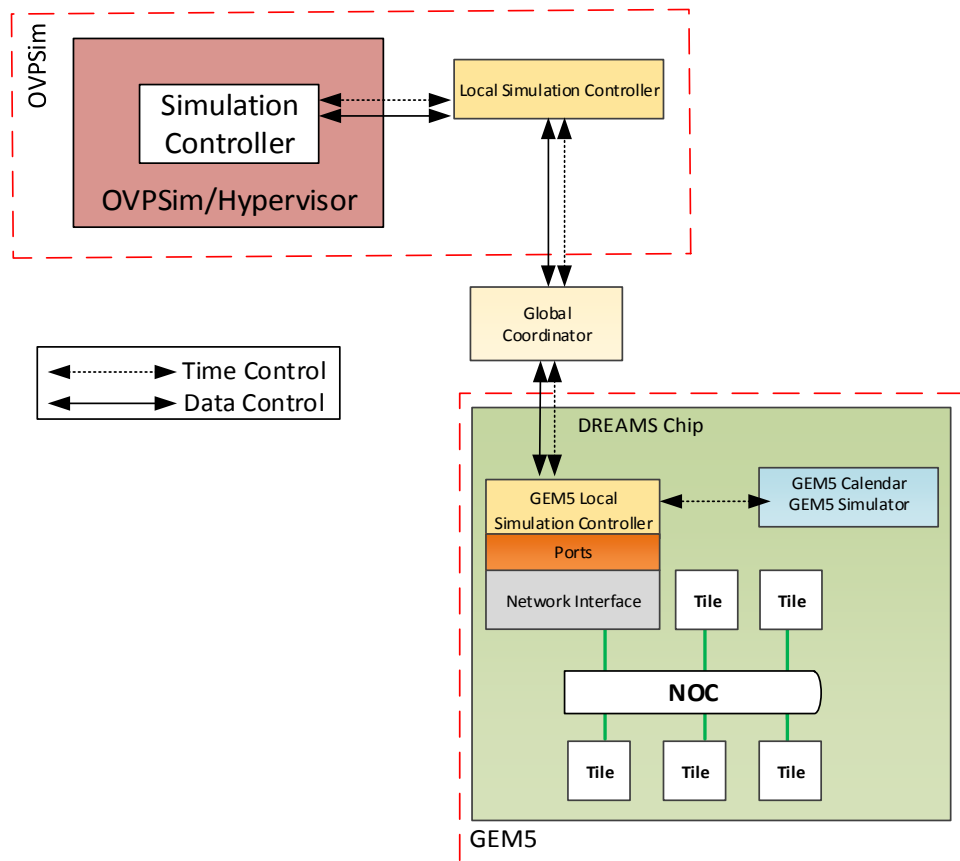 OVPSim
Simulation
Controller
OVPSim/Hypervisor
Local Simulation Controller
Global
Coordinator
Time Control
Data Control
DREAMS Chip
GEM5 Local
Simulation Controller
GEM5 Calendar
GEM5 Simulator
Ports
Network Interface
Tile
Tile
NOC
Tile
Tile
Tile
GEM5